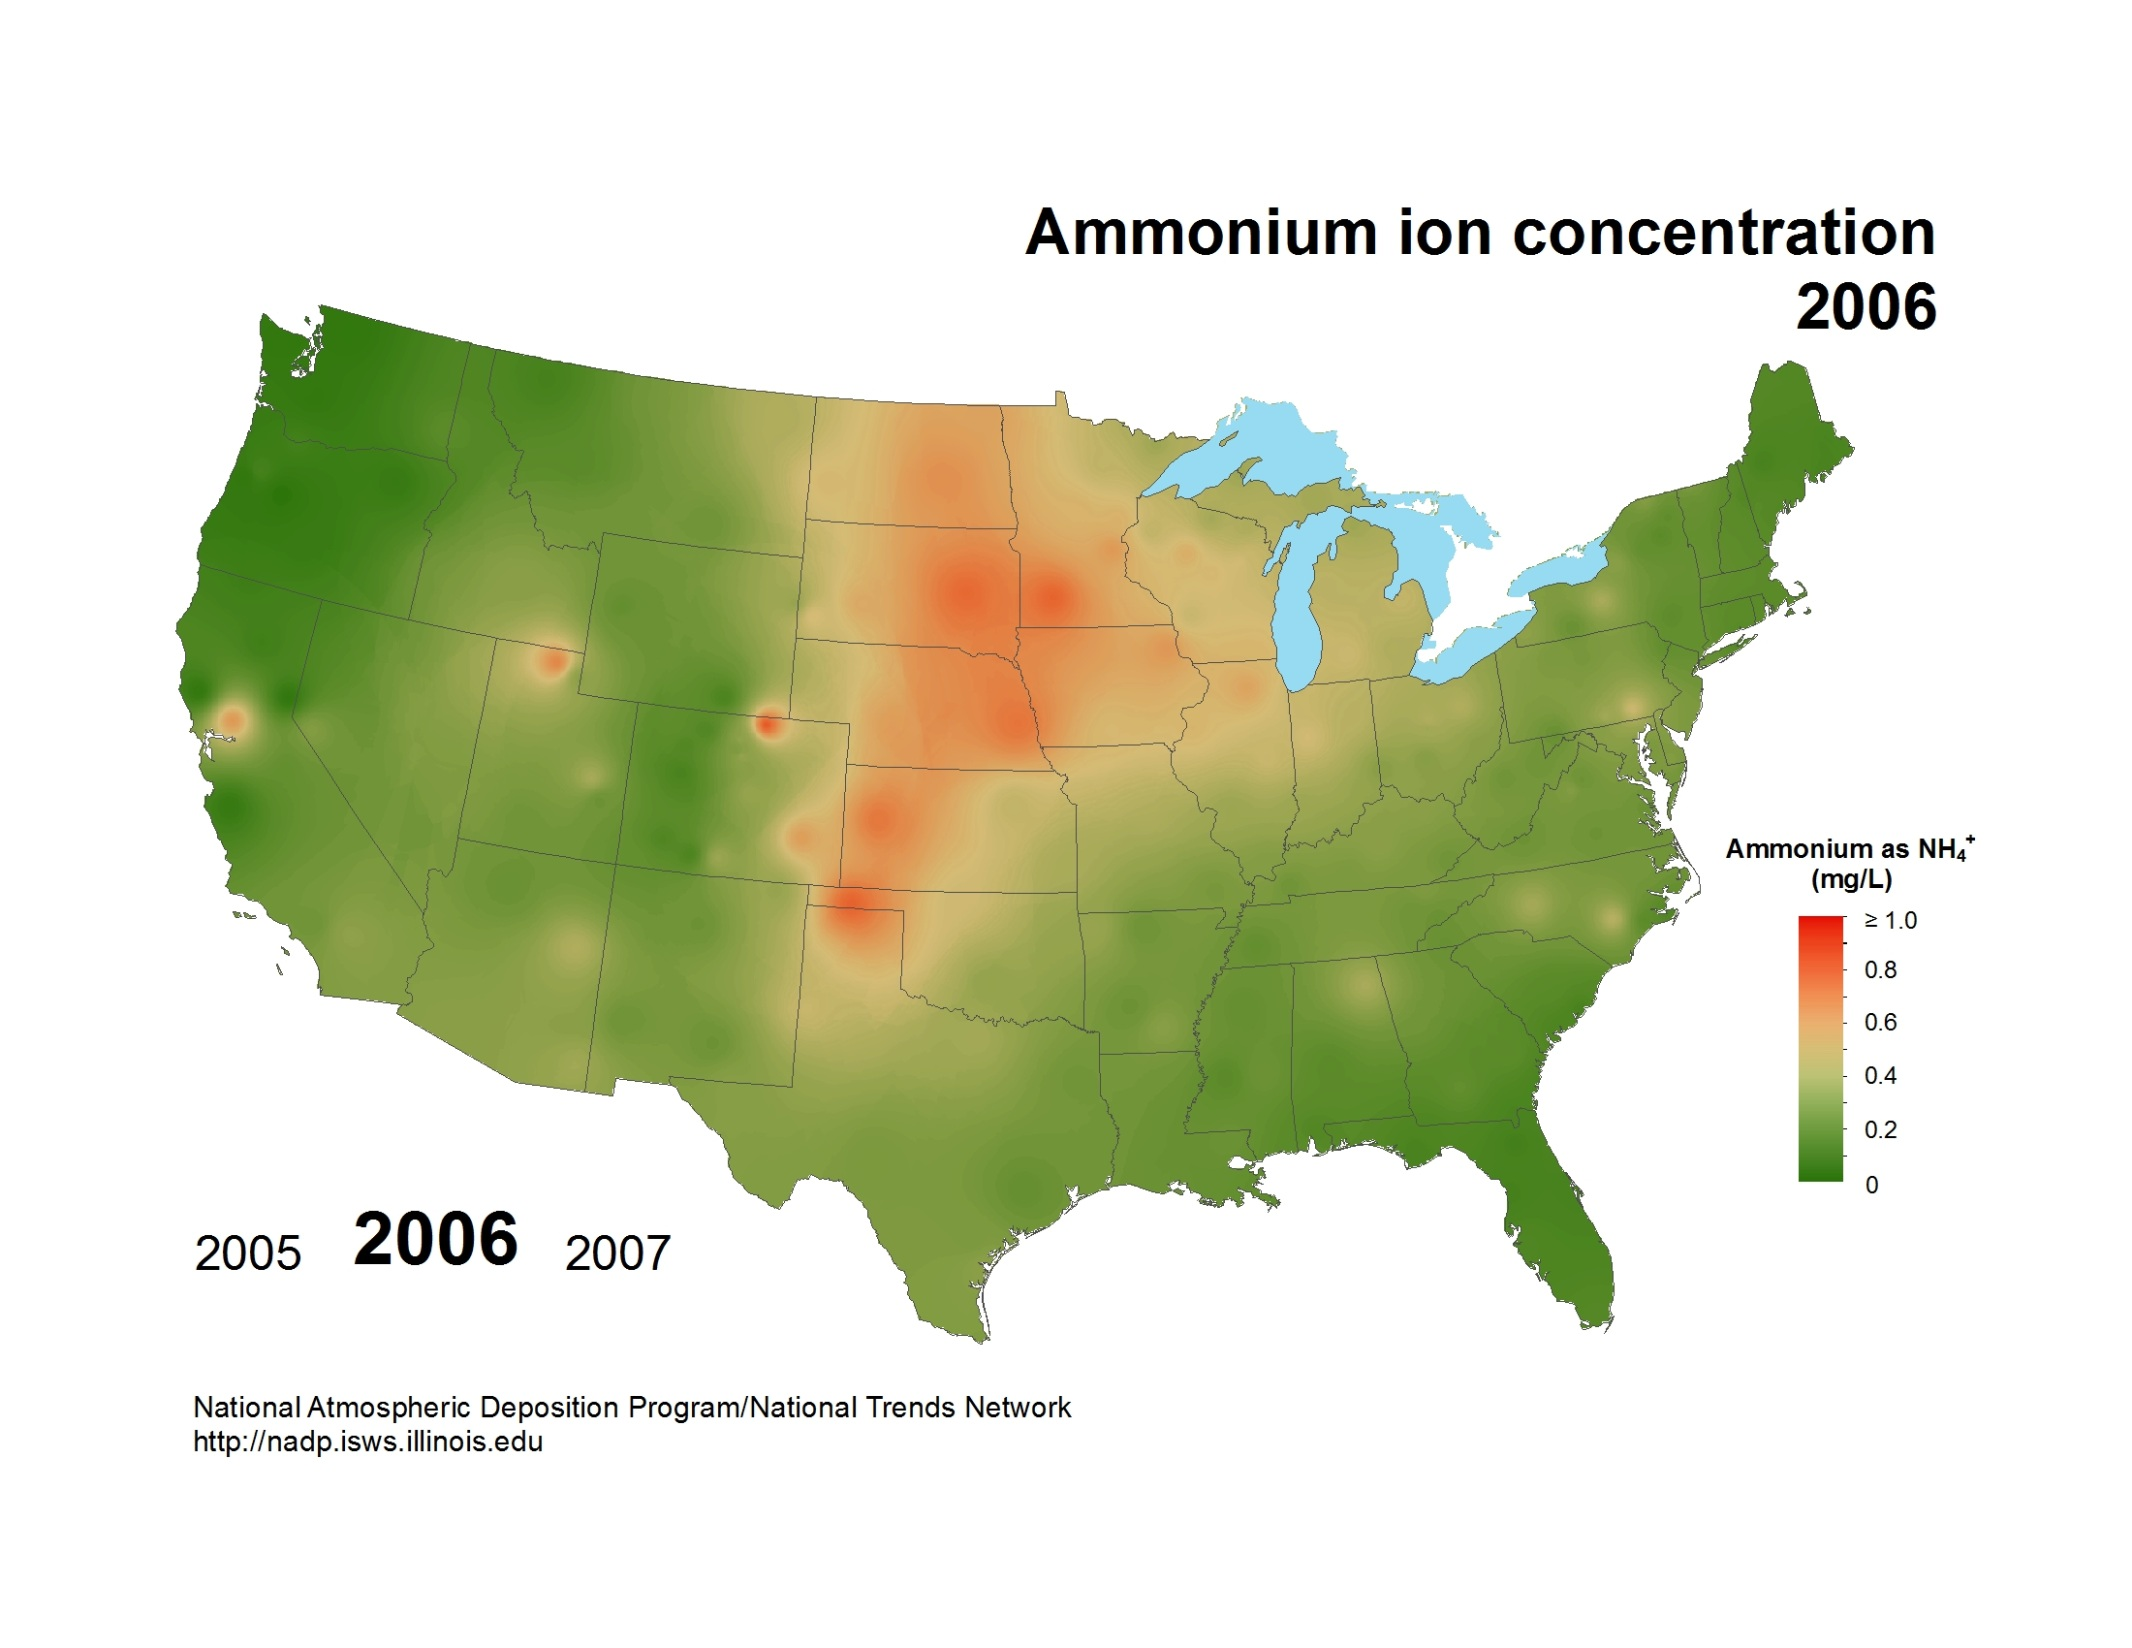 Ammonium ion concentration
2006
Ammonium as NH₄⁺
(mg/L)
≥ 1.0
0.8
0.6
0.4
0.2
0
2005 2006 2007
National Atmospheric Deposition Program/National Trends Network
http://nadp.isws.illinois.edu